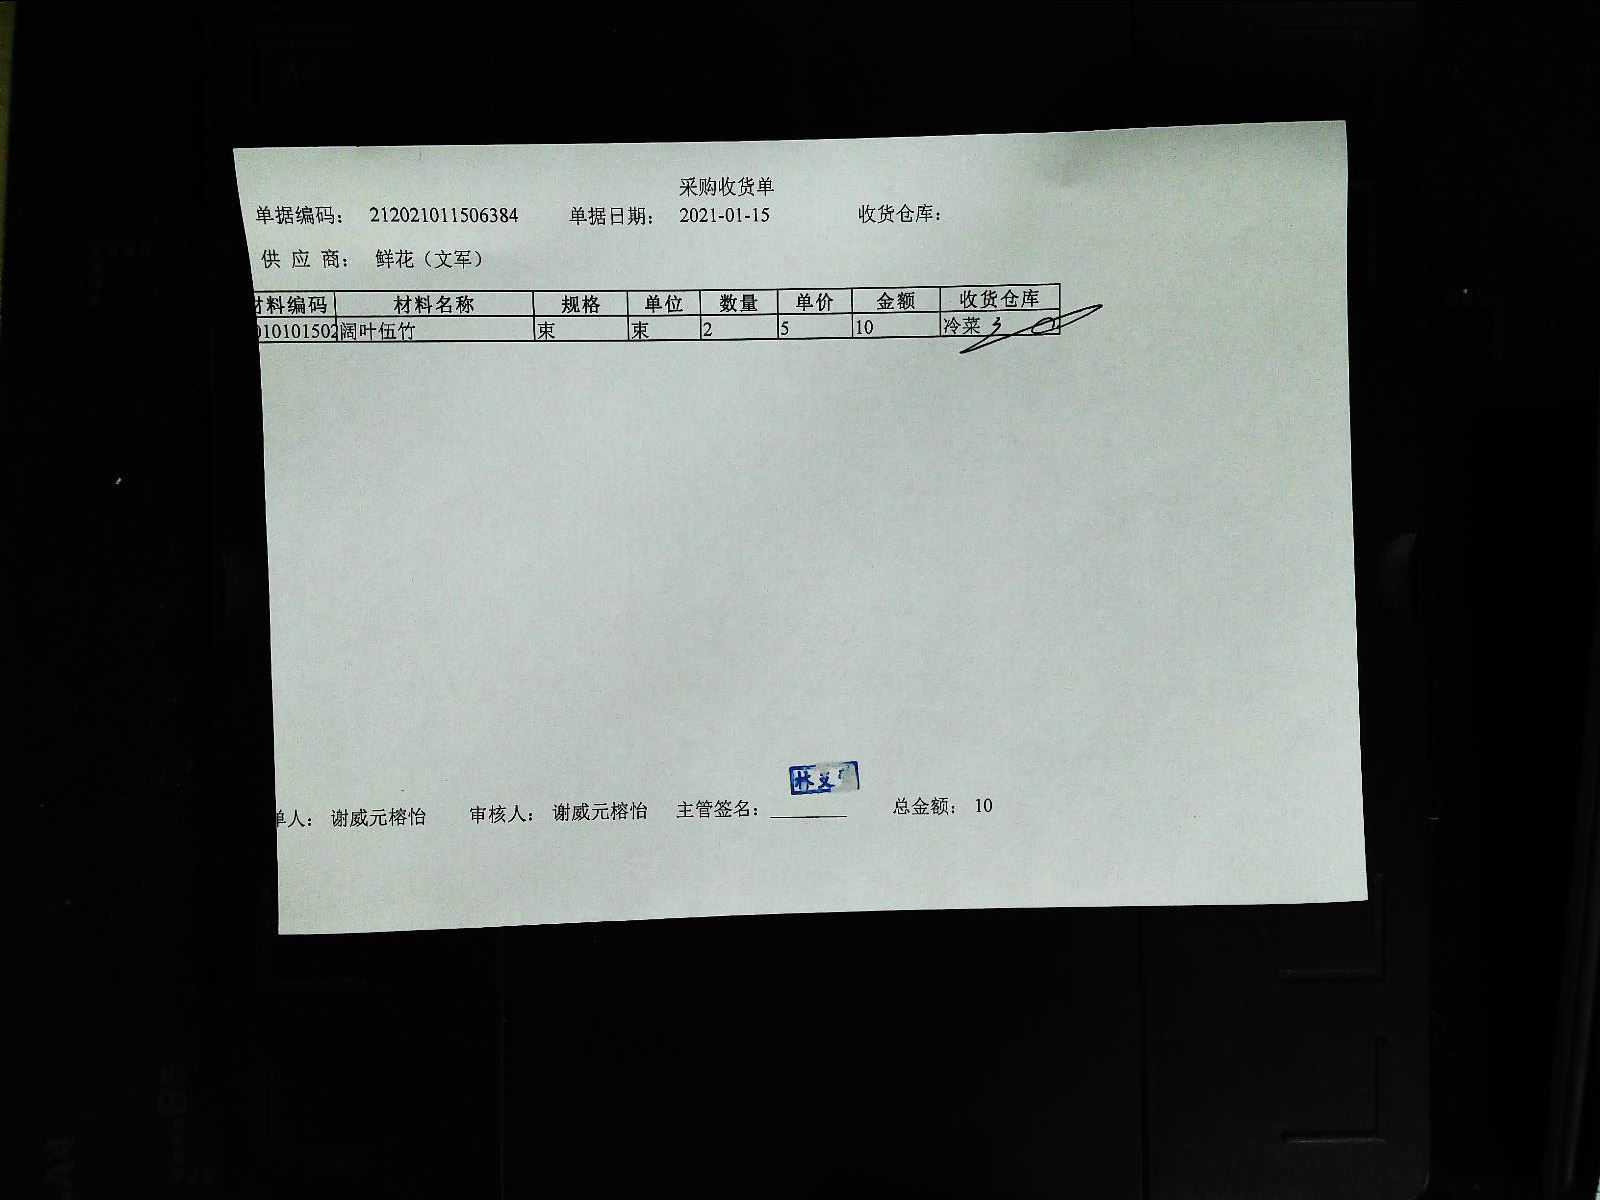 采购收货单
单据编码： 212021011506384 单据日期： 2021-01-15 收货仓库：
供 应 商： 鲜花（文军）
材料编码 材料名称 规格 单位 数量 单价 金额 收货仓库
010101502 阔叶伍竹 束 束 2 5 10 冷菜
单人： 谢威元榕怡 审核人： 谢威元榕怡 主管签名： 总金额： 10